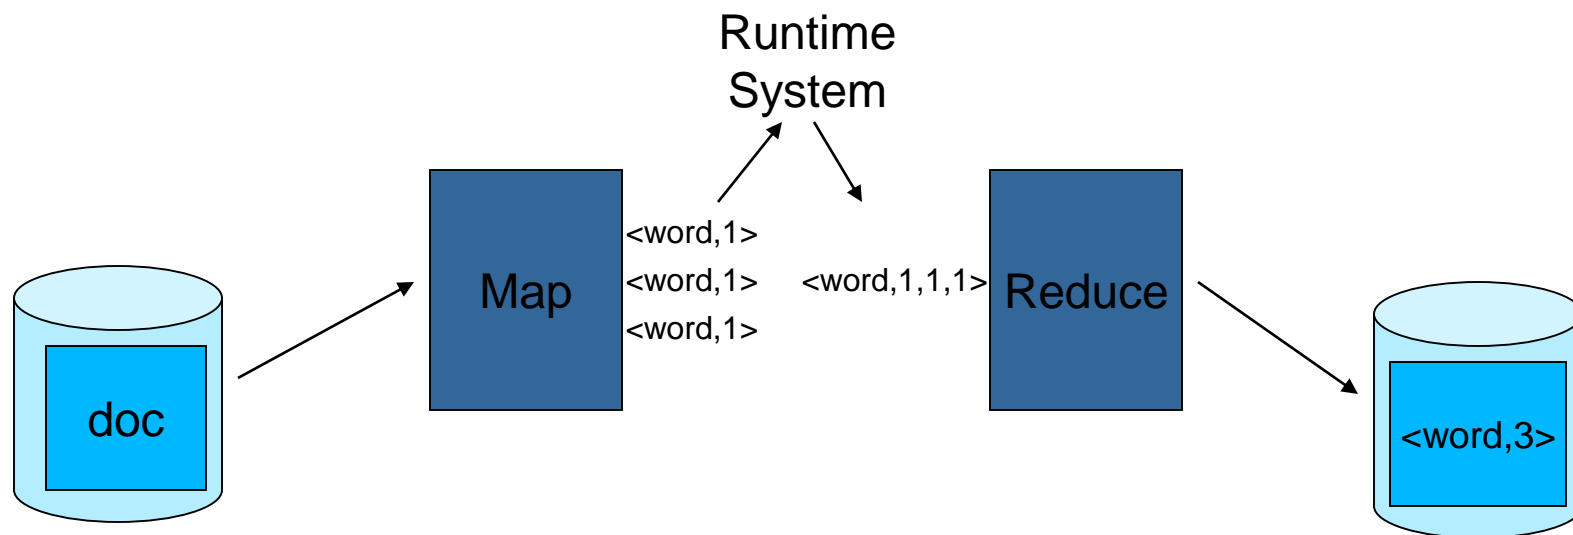 Runtime
System
doc
Map
<word,1>
<word,1>
<word,1>
<word,1,1,1>
Reduce
<word,3>